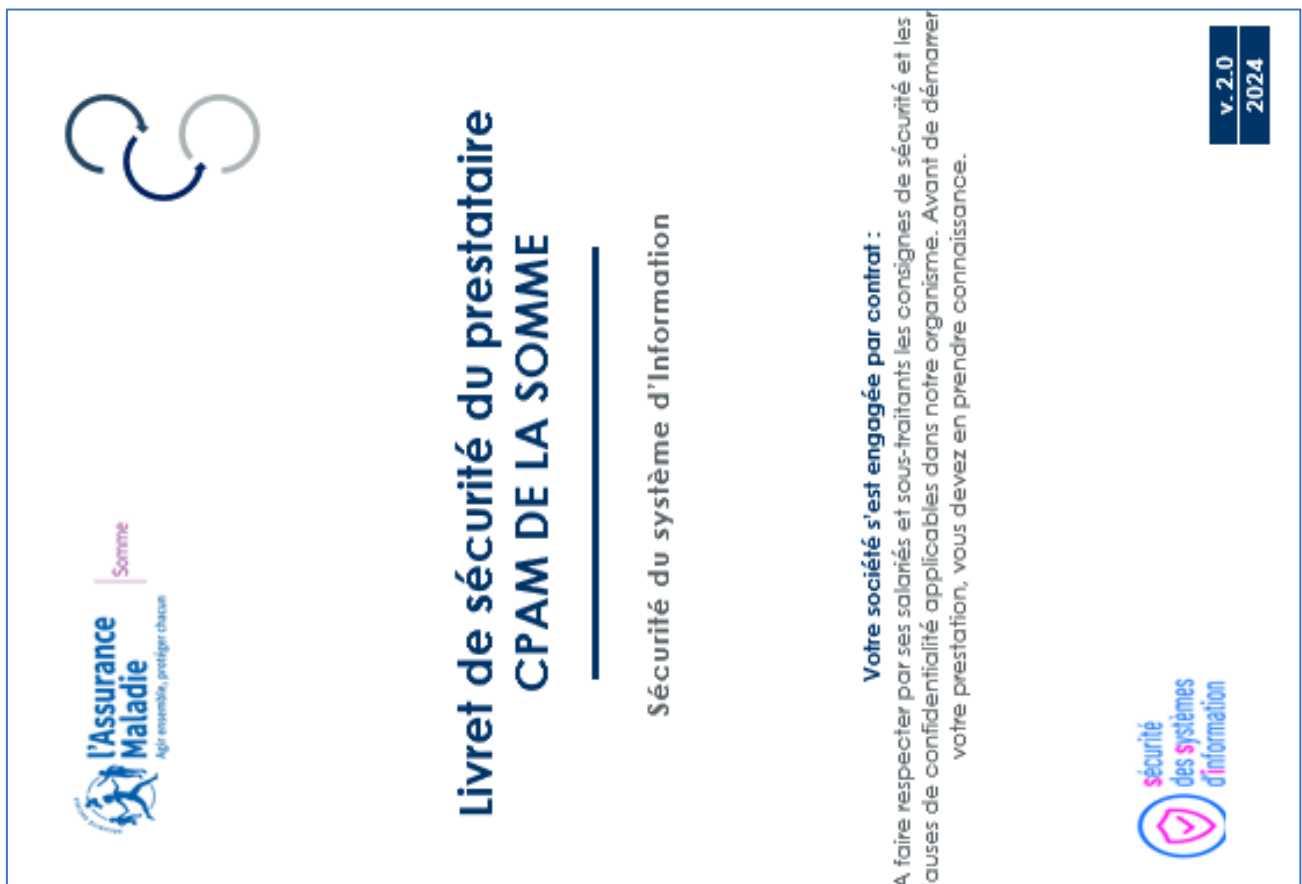 l'Assurance
Maladie
Agir ensemble, protéger chacun
Somme
Livret de sécurité du prestataire
CPAM DE LA SOMME
Sécurité du système d'Information
Votre société s'est engagée par contrat :
A faire respecter par ses salariés et sous-traitants les consignes de sécurité et les
auses de confidentialité applicables dans notre organisme. Avant de démarrer
votre prestation, vous devez en prendre connaissance.
sécurité
des systèmes
d'information
v. 2.0
2024